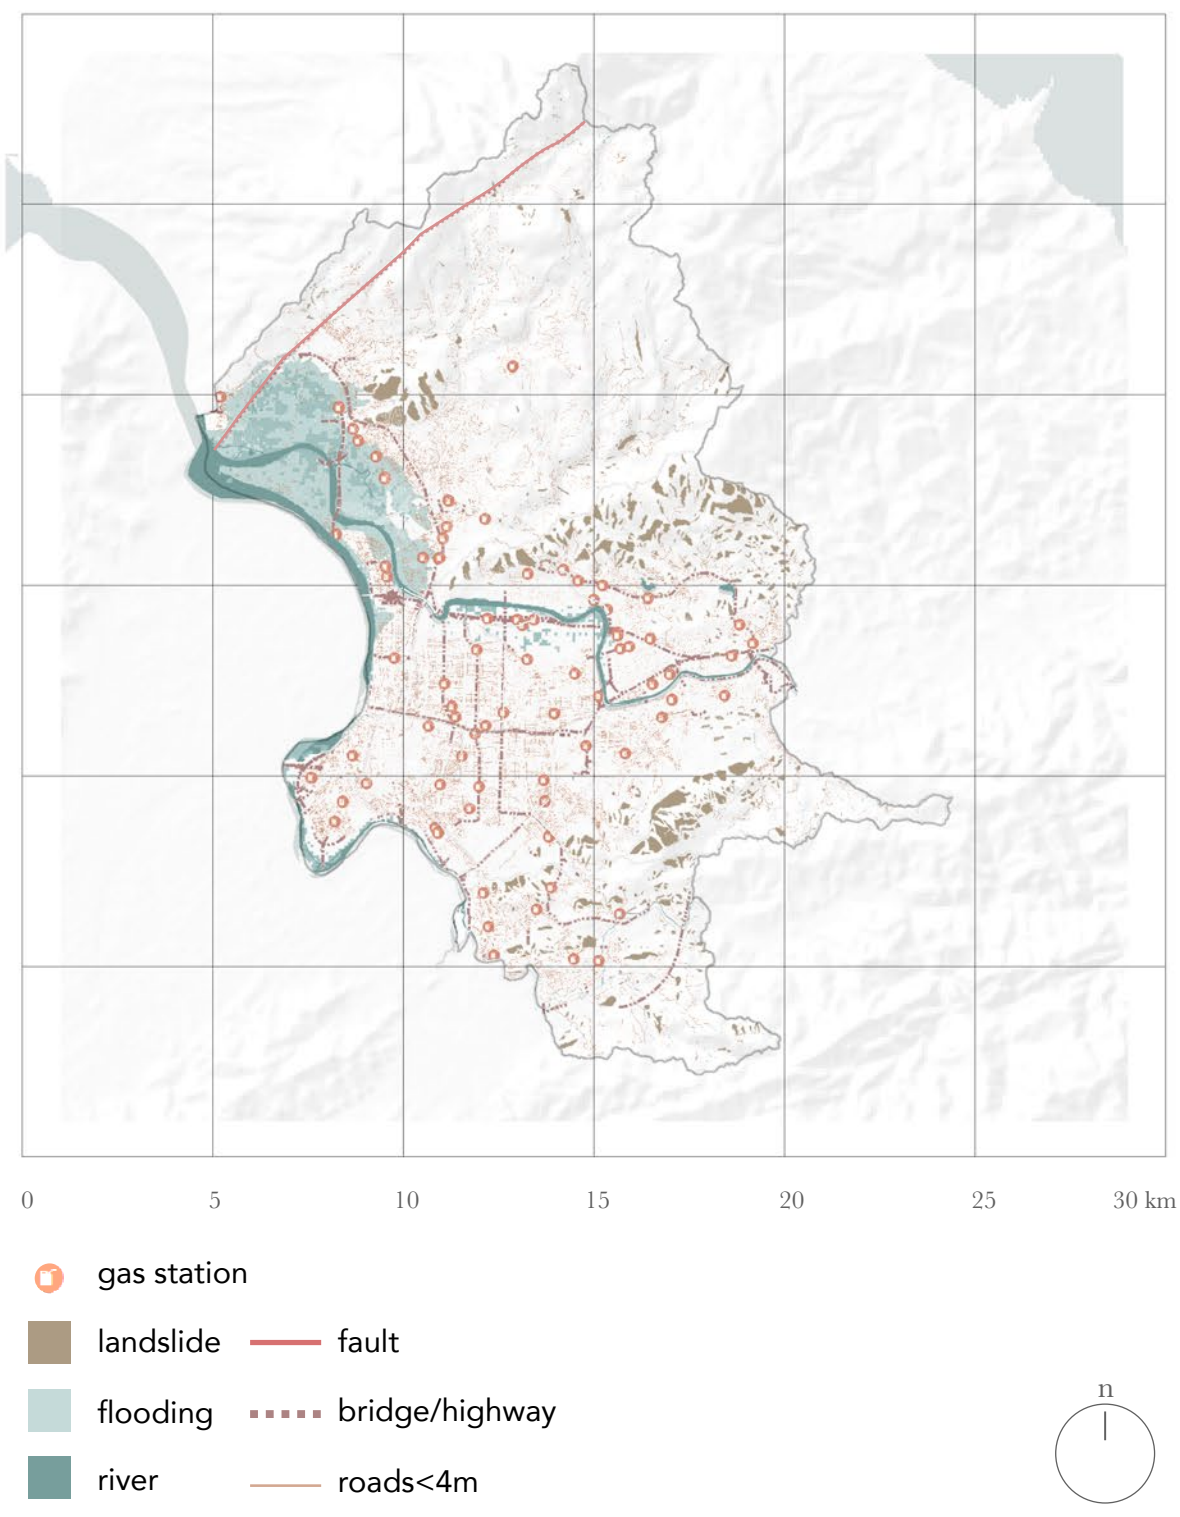 0 5 10 15 20 25 30 km
gas station
landslide fault
flooding bridge/highway
river roads<4m
n